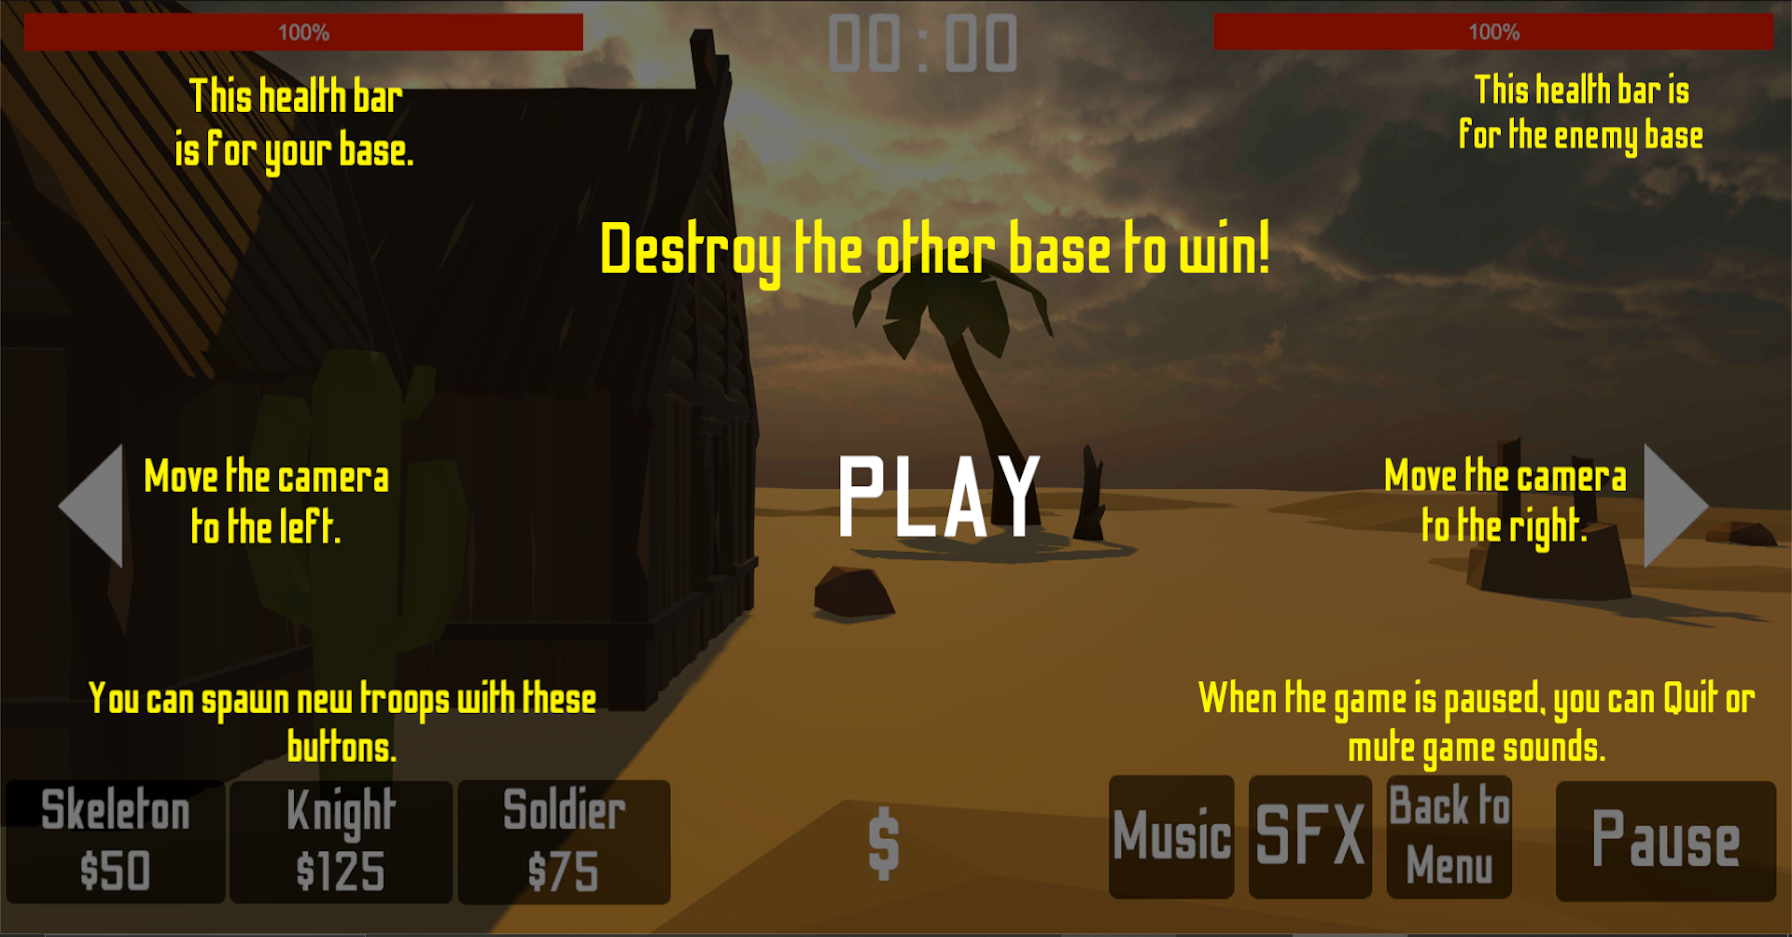 100%
00:00
100%
This health bar
is for your base.
This health bar is
for the enemy base
Destroy the other base to win!
Move the camera
to the left.
PLAY
Move the camera
to the right.
You can spawn new troops with these
buttons.
When the game is paused, you can Quit or
mute game sounds.
Skeleton
$50
Knight
$125
Soldier
$75
$
Music
SFX
Back to
Menu
Pause